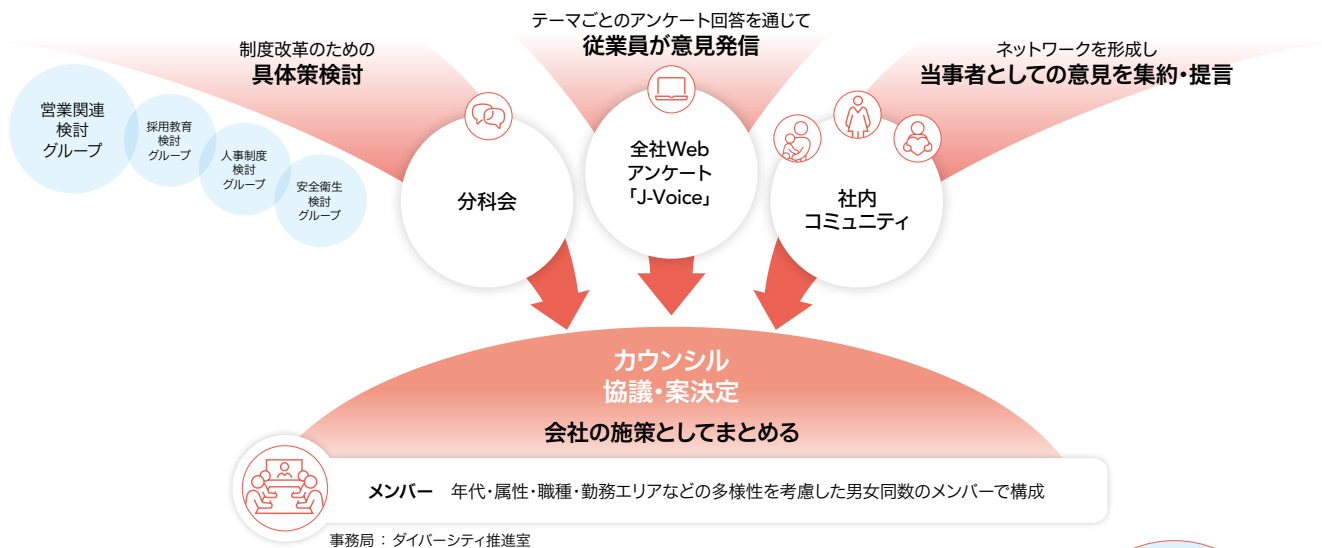 制度改革のための
具体策検討
テーマごとのアンケート回答を通じて
従業員が意見発信
ネットワークを形成し
当事者としての意見を集約・提言
営業関連
検討
グループ
採用教育
検討
グループ
人事制度
検討
グループ
安全衛生
検討
グループ
分科会
全社Web
アンケート
「J-Voice」
社内
コミュニティ
カウンシル
協議・案決定
会社の施策としてまとめる
メンバー 年代・属性・職種・勤務エリアなどの多様性を考慮した男女同数のメンバーで構成
事務局：ダイバーシティ推進室